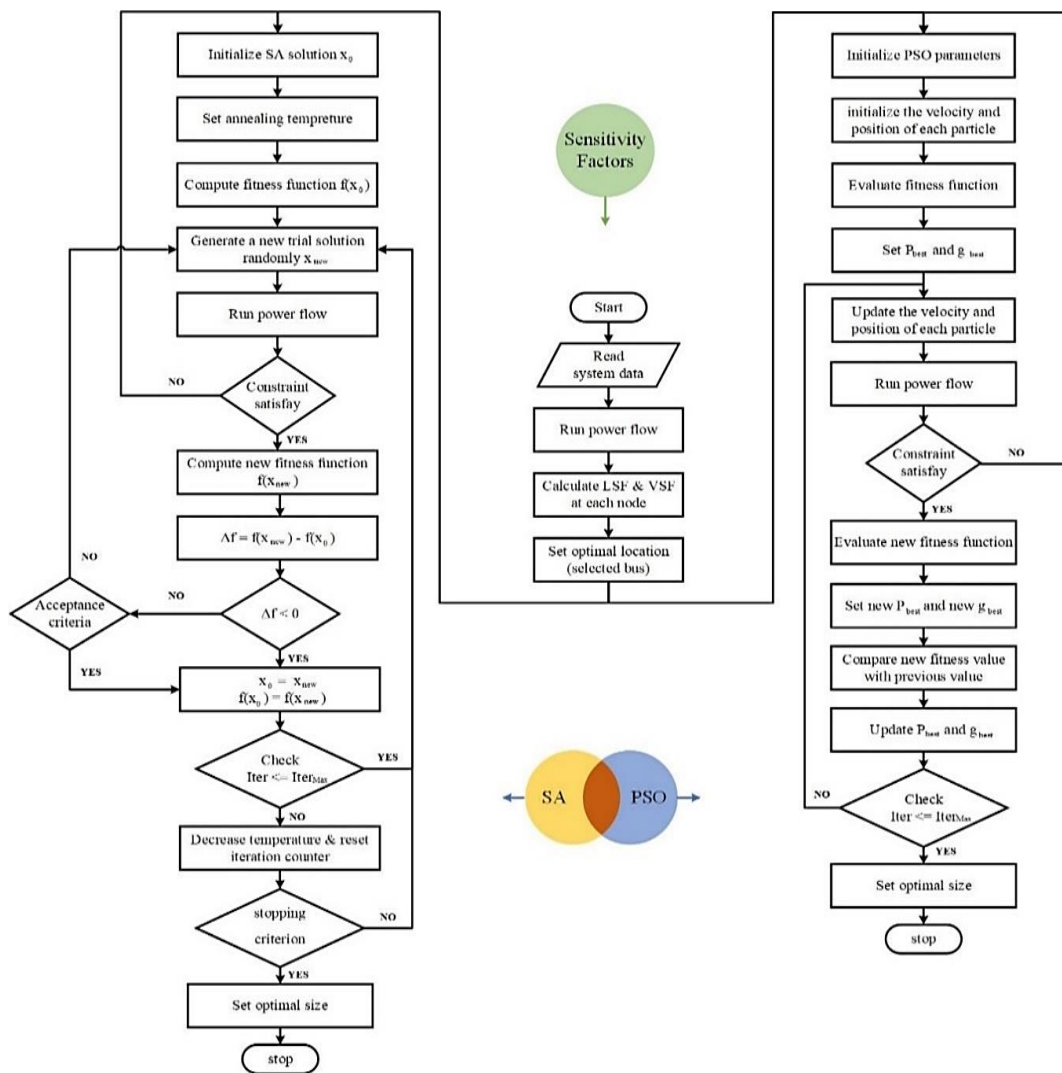 Initialize SA solution x₀
Set annealing tempreture
Compute fitness function f(x₀)
Generate a new trial solution
randomly x new
Run power flow
NO
Constraint
satisfay
YES
Compute new fitness function
f(xnew)
Δf = f(xnew) - f(x₀)
NO
NO
Acceptance
criteria
Δf < 0
YES
YES
x₀ = xnew
f(x₀) = f(xnew)
Check
Iter <= IterMax
YES
NO
Decrease temperature & reset
iteration counter
stopping
criterion
NO
YES
Set optimal size
stop
Sensitivity
Factors
Start
Read
system data
Run power flow
Calculate LSF & VSF
at each node
Set optimal location
(selected bus)
SA
PSO
Initialize PSO parameters
initialize the velocity and
position of each particle
Evaluate fitness function
Set Pbest and g best
Update the velocity and
position of each particle
Run power flow
Constraint
satisfay
NO
YES
Evaluate new fitness function
Set new Pbest and new gbest
Compare new fitness value
with previous value
Update Pbest and gbest
NO
Check
Iter <= IterMax
YES
Set optimal size
stop